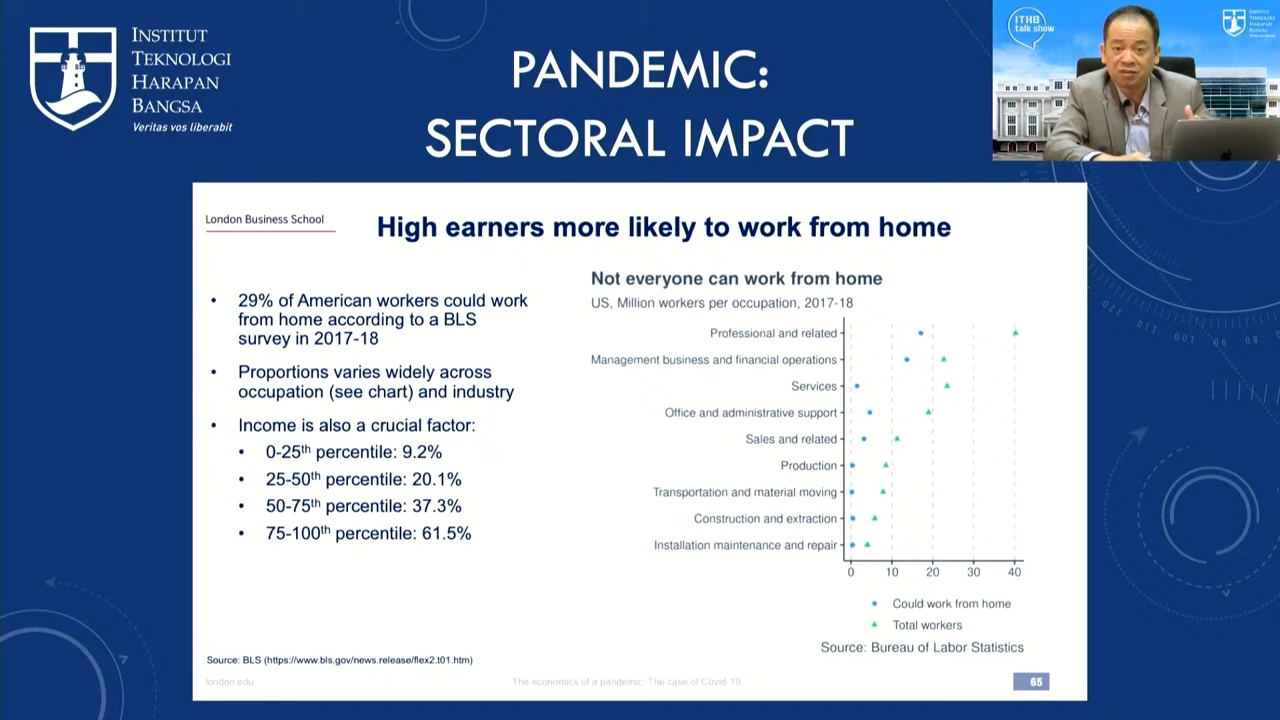 INSTITUT
TEKNOLOGI
HARAPAN
BANGSA
Veritas vos liberabit
PANDEMIC:
SECTORAL IMPACT
ITHB
talk show
INSTITUT
TEKNOLOGI
HARAPAN
BANGSA
London Business School
High earners more likely to work from home
• 29% of American workers could work
from home according to a BLS
survey in 2017-18
• Proportions varies widely across
occupation (see chart) and industry
• Income is also a crucial factor:
• 0-25th percentile: 9.2%
• 25-50th percentile: 20.1%
• 50-75th percentile: 37.3%
• 75-100th percentile: 61.5%
Not everyone can work from home
US, Million workers per occupation, 2017-18
Professional and related
Management business and financial operations
Services
Office and administrative support
Sales and related
Production
Transportation and material moving
Construction and extraction
Installation maintenance and repair
0 10 20 30 40
Could work from home
Total workers
Source: Bureau of Labor Statistics
Source: BLS (https://www.bls.gov/news.release/flex2.t01.htm)
london.edu
The economics of a pandemic: The case of Covid-19
65